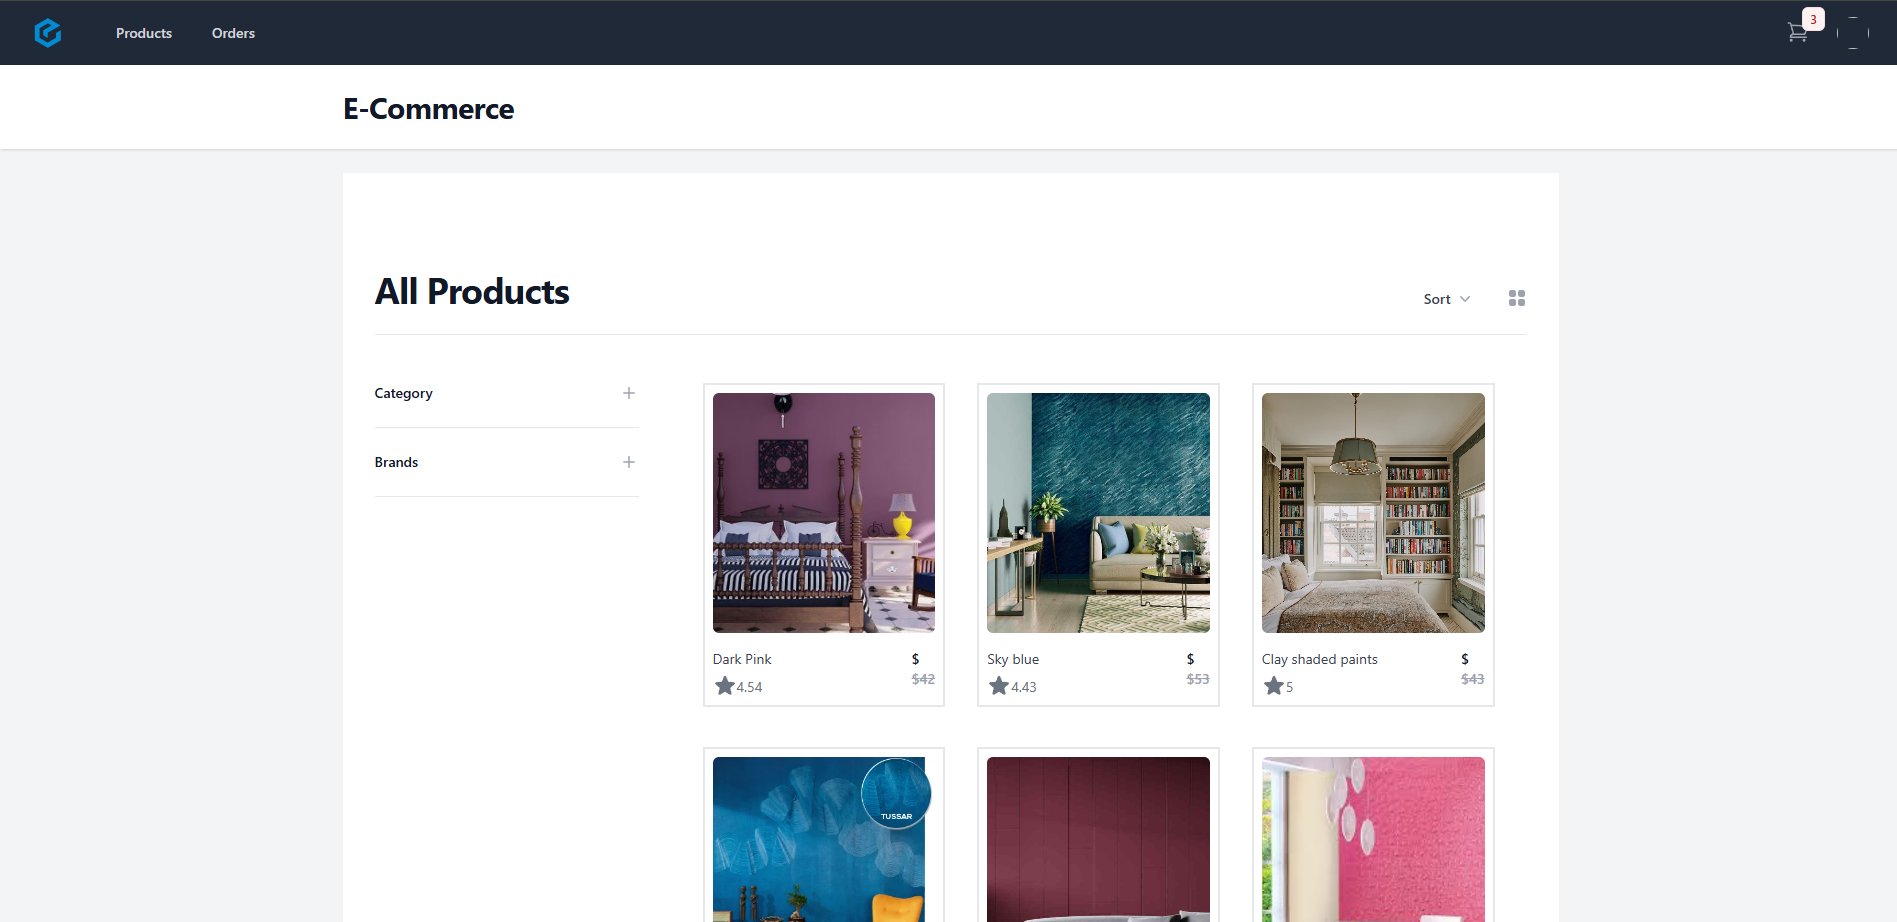 Products Orders 3
E-Commerce
All Products
Sort
Category
Brands
Dark Pink $
4.54 $42
Sky blue $
4.43 $53
Clay shaded paints $
5 $43
TUSSAR